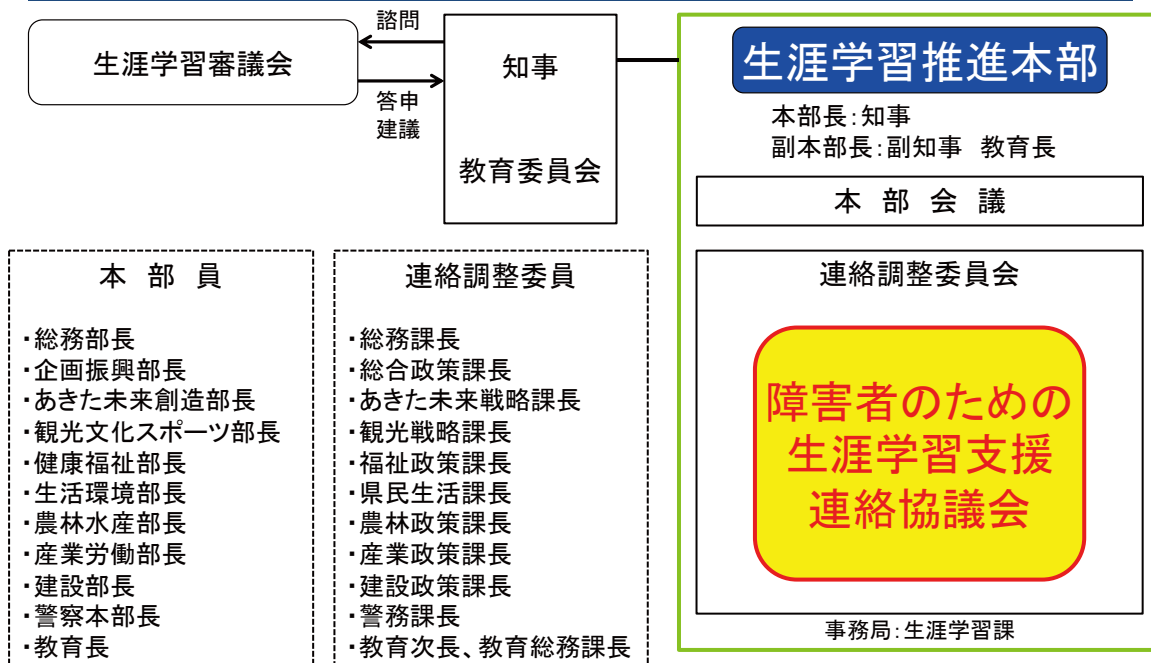 諮問
生涯学習審議会
答申
建議
知事
教育委員会
生涯学習推進本部
本部長:知事
副本部長:副知事 教育長
本 部 会 議
本 部 員
・総務部長
・企画振興部長
・あきた未来創造部長
・観光文化スポーツ部長
・健康福祉部長
・生活環境部長
・農林水産部長
・産業労働部長
・建設部長
・警察本部長
・教育長
連絡調整委員
・総務課長
・総合政策課長
・あきた未来戦略課長
・観光戦略課長
・福祉政策課長
・県民生活課長
・農林政策課長
・産業政策課長
・建設政策課長
・警務課長
・教育次長、教育総務課長
連絡調整委員会
障害者のための
生涯学習支援
連絡協議会
事務局:生涯学習課